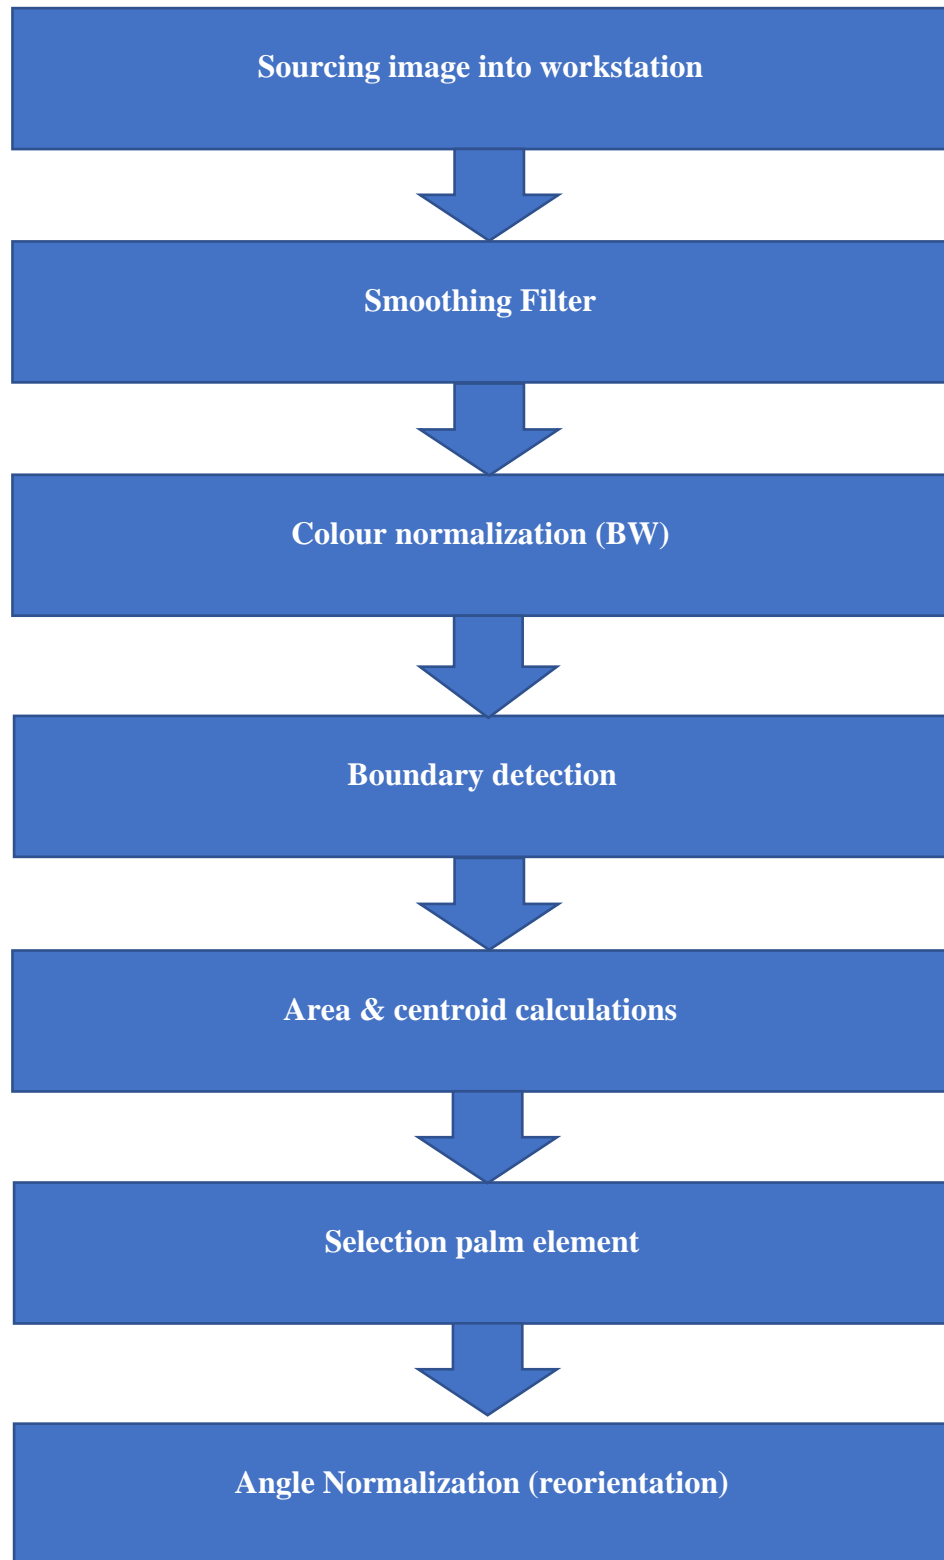 Sourcing image into workstation
Smoothing Filter
Colour normalization (BW)
Boundary detection
Area & centroid calculations
Selection palm element
Angle Normalization (reorientation)